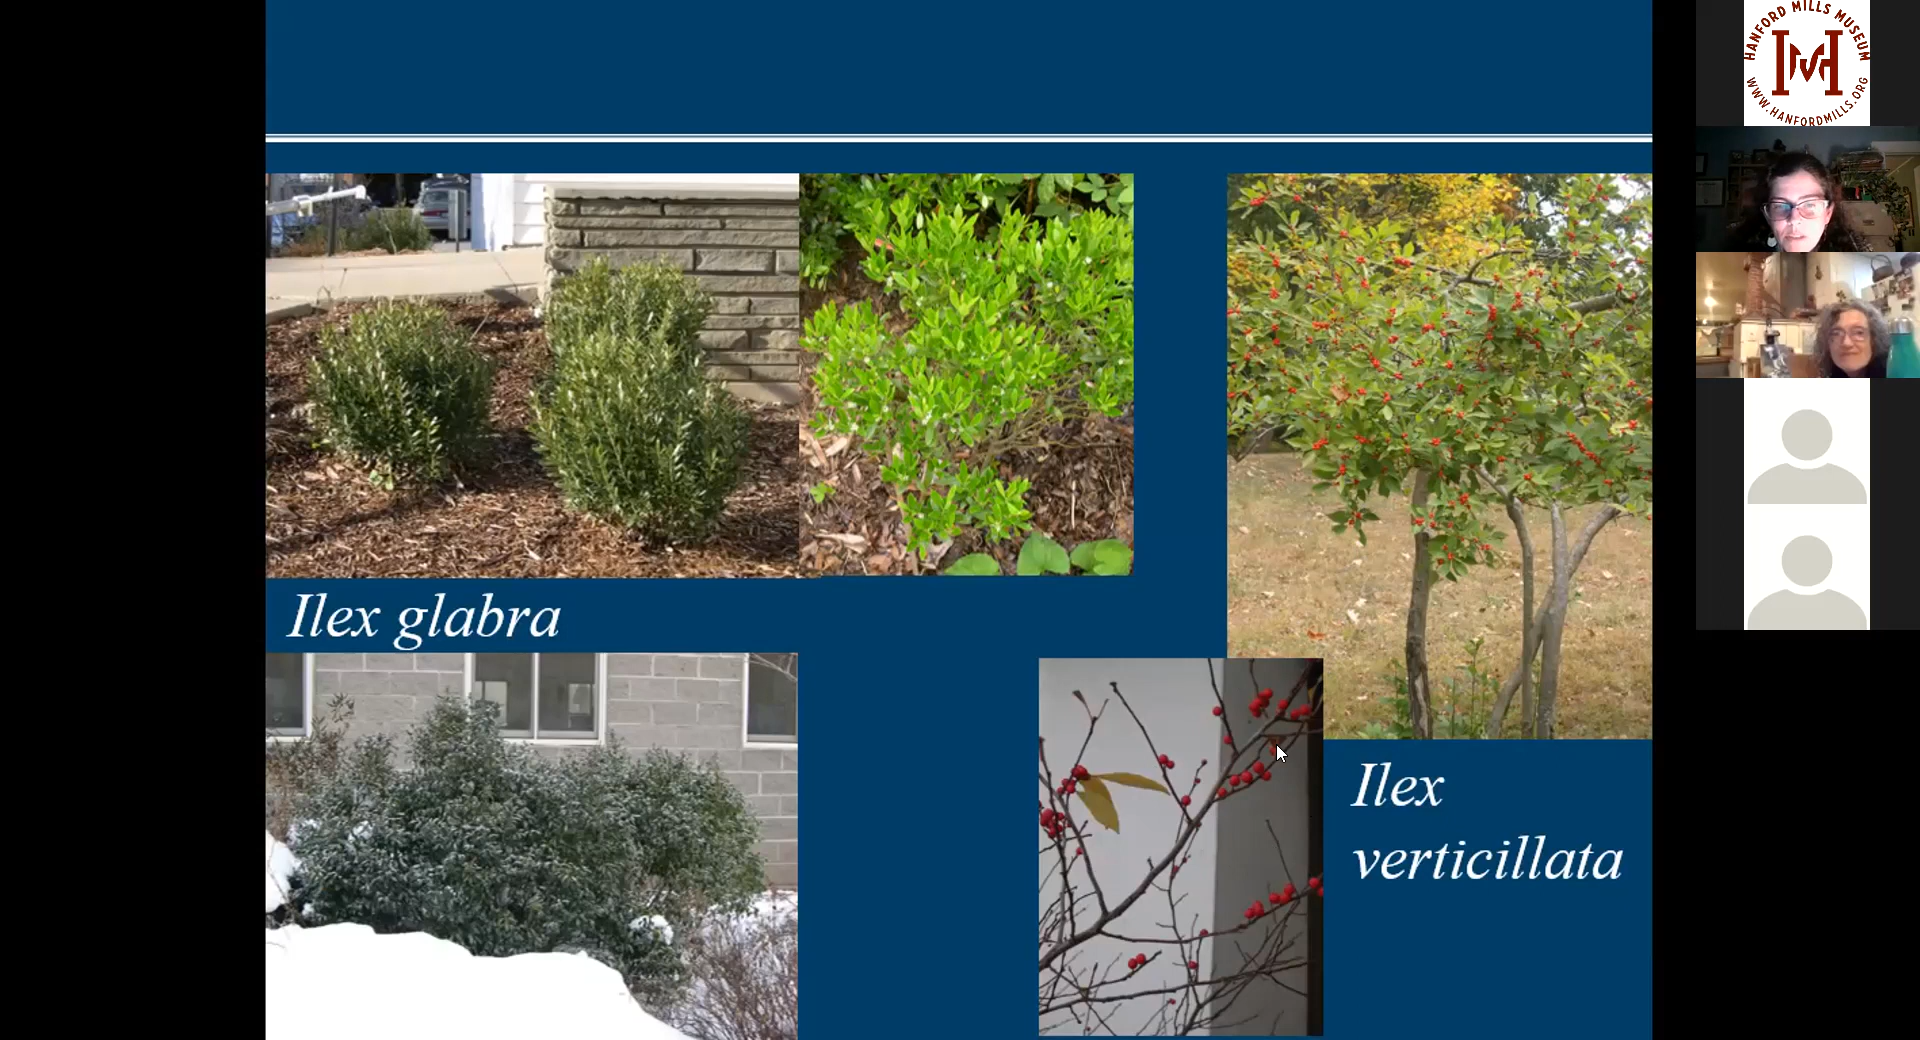 Ilex glabra
Ilex
verticillata
HANFORD MILLS MUSEUM
HM
WWW.HANFORDMILLS.ORG